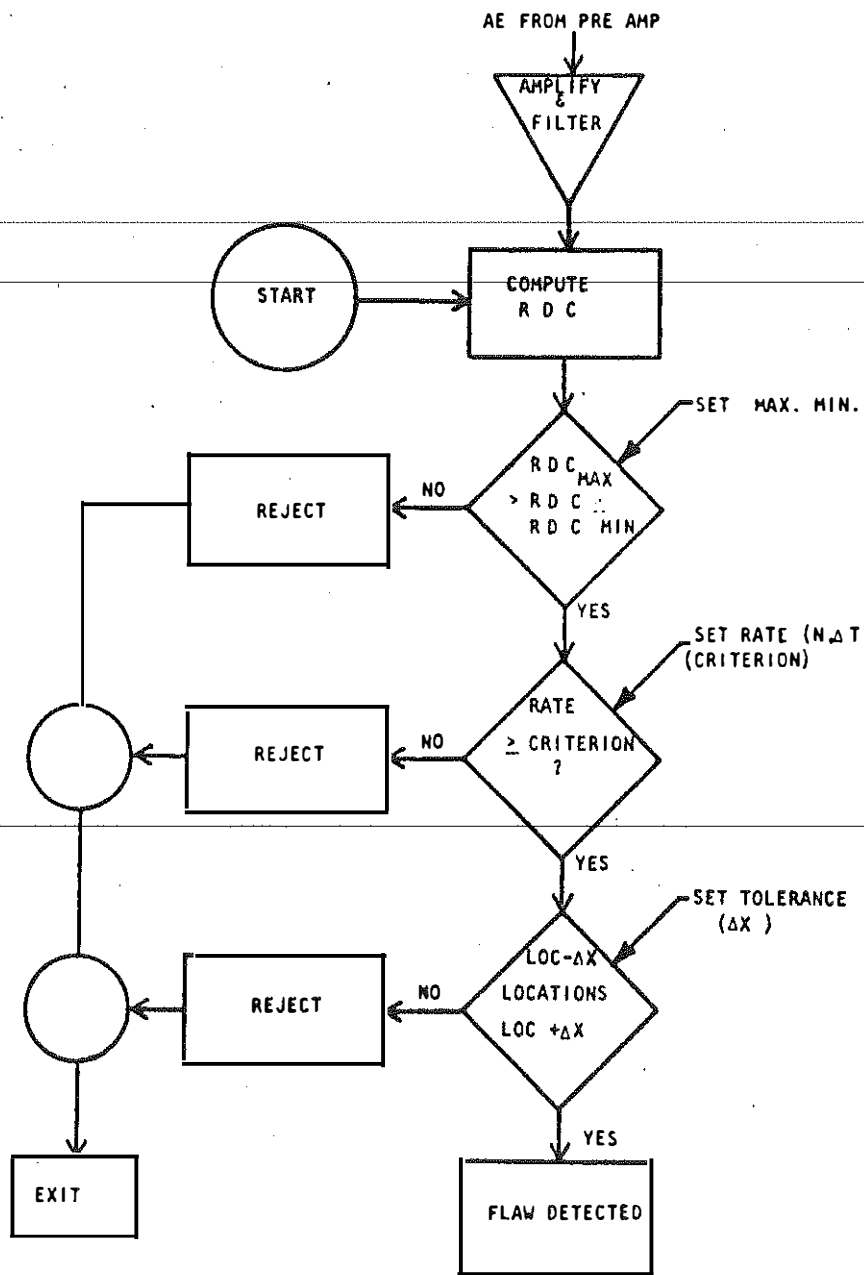 AE FROM PRE AMP
AMPLIFY
&
FILTER
START
COMPUTE
R D C
SET MAX. MIN.
R D C MAX
> R D C
R D C MIN
NO
REJECT
YES
SET RATE (N,ΔT
(CRITERION)
RATE
≥ CRITERION
?
NO
REJECT
YES
SET TOLERANCE
(ΔX )
LOC-ΔX
LOCATIONS
LOC +ΔX
NO
REJECT
YES
EXIT
FLAW DETECTED